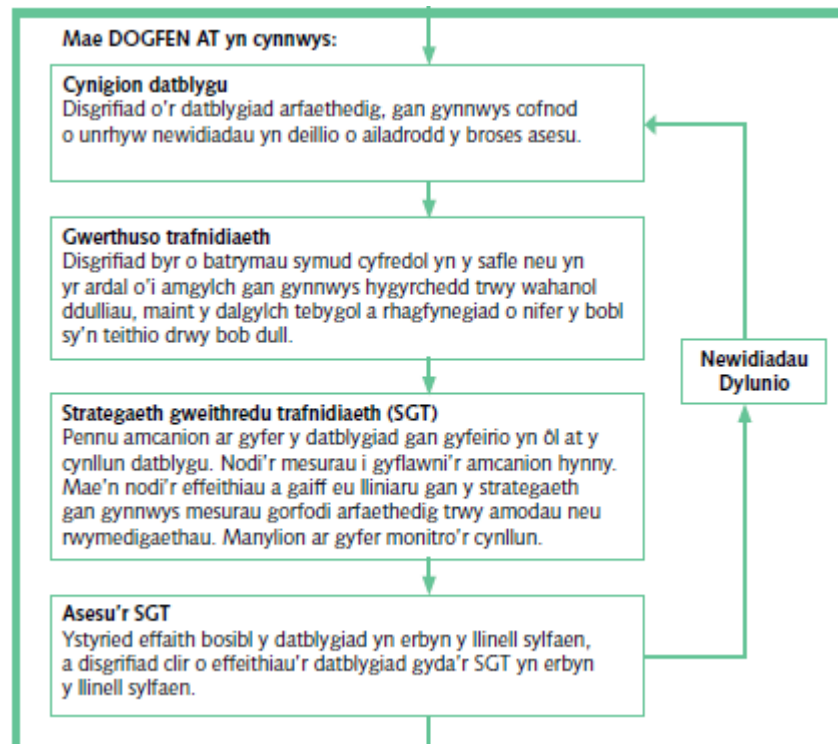 Mae DOGFEN AT yn cynnwys:
Cynigion datblygu
Disgrifiad o'r datblygiad arfaethedig, gan gynnwys cofnod
o unrhyw newidiadau yn deillio o ailadrodd y broses asesu.
Gwerthuso trafnidiaeth
Disgrifiad byr o batrymau symud cyfredol yn y safle neu yn
yr ardal o'i amgylch gan gynnwys hygyrchedd trwy wahanol
ddulliau, maint y dalgylch tebygol a rhagfynegiad o nifer y bobl
sy'n teithio drwy bob dull.
Strategaeth gweithredu trafnidiaeth (SGT)
Pennu amcanion ar gyfer y datblygiad gan gyfeirio yn ôl at y
cynllun datblygu. Nodi'r mesurau i gyflawni'r amcanion hynny.
Mae'n nodi'r effeithiau a gaiff eu lliniaru gan y strategaeth
gan gynnwys mesurau gorfodi arfaethedig trwy amodau neu
rwymedigaethau. Manylion ar gyfer monitro'r cynllun.
Asesu'r SGT
Ystyried effaith bosibl y datblygiad yn erbyn y llinell sylfaen,
a disgrifiad clir o effeithiau'r datblygiad gyda'r SGT yn erbyn
y llinell sylfaen.
Newidiadau
Dylunio